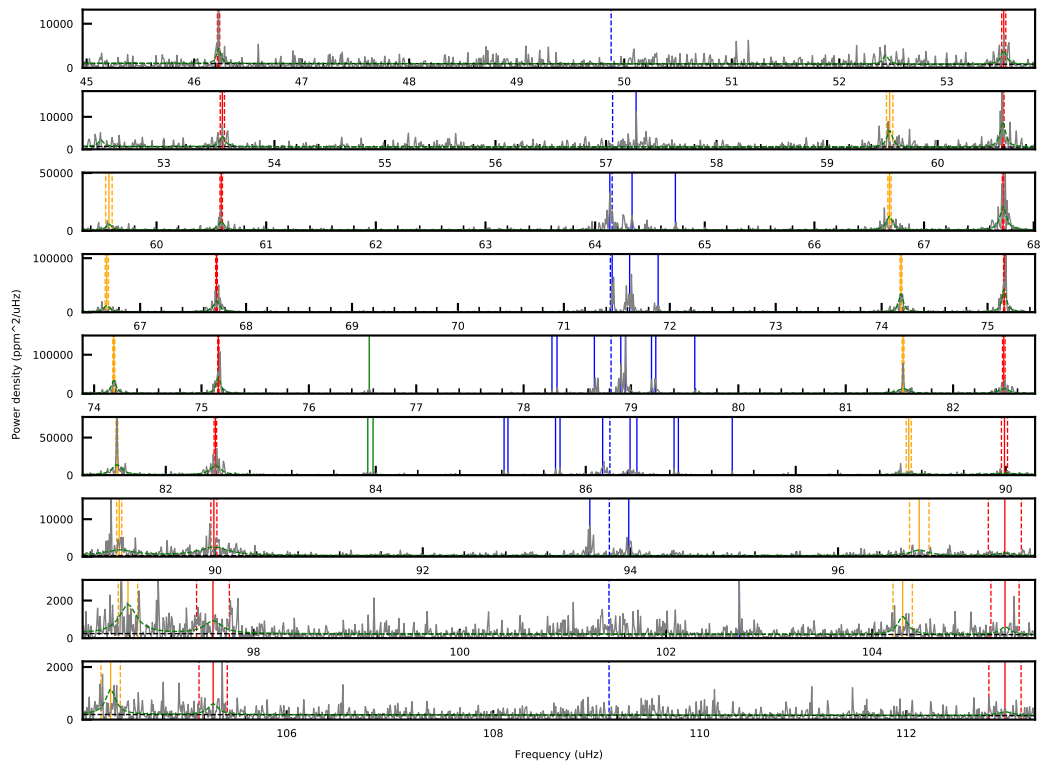 10000
0
45 46 47 48 49 50 51 52 53
10000
0
53 54 55 56 57 58 59 60
50000
0
60 61 62 63 64 65 66 67 68
100000
0
67 68 69 70 71 72 73 74 75
100000
0
74 75 76 77 78 79 80 81 82
50000
0
82 84 86 88 90
10000
0
90 92 94 96
2000
0
98 100 102 104
2000
0
106 108 110 112
Power density (ppm^2/uHz)
Frequency (uHz)